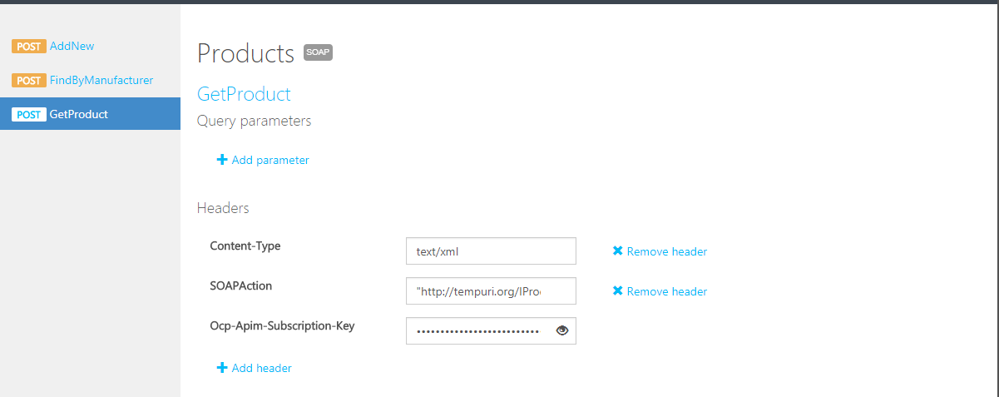 POST AddNew
POST FindByManufacturer
POST GetProduct
Products SOAP
GetProduct
Query parameters
Add parameter
Headers
Content-Type text/xml Remove header
SOAPAction "http://tempuri.org/IPro Remove header
Ocp-Apim-Subscription-Key
Add header